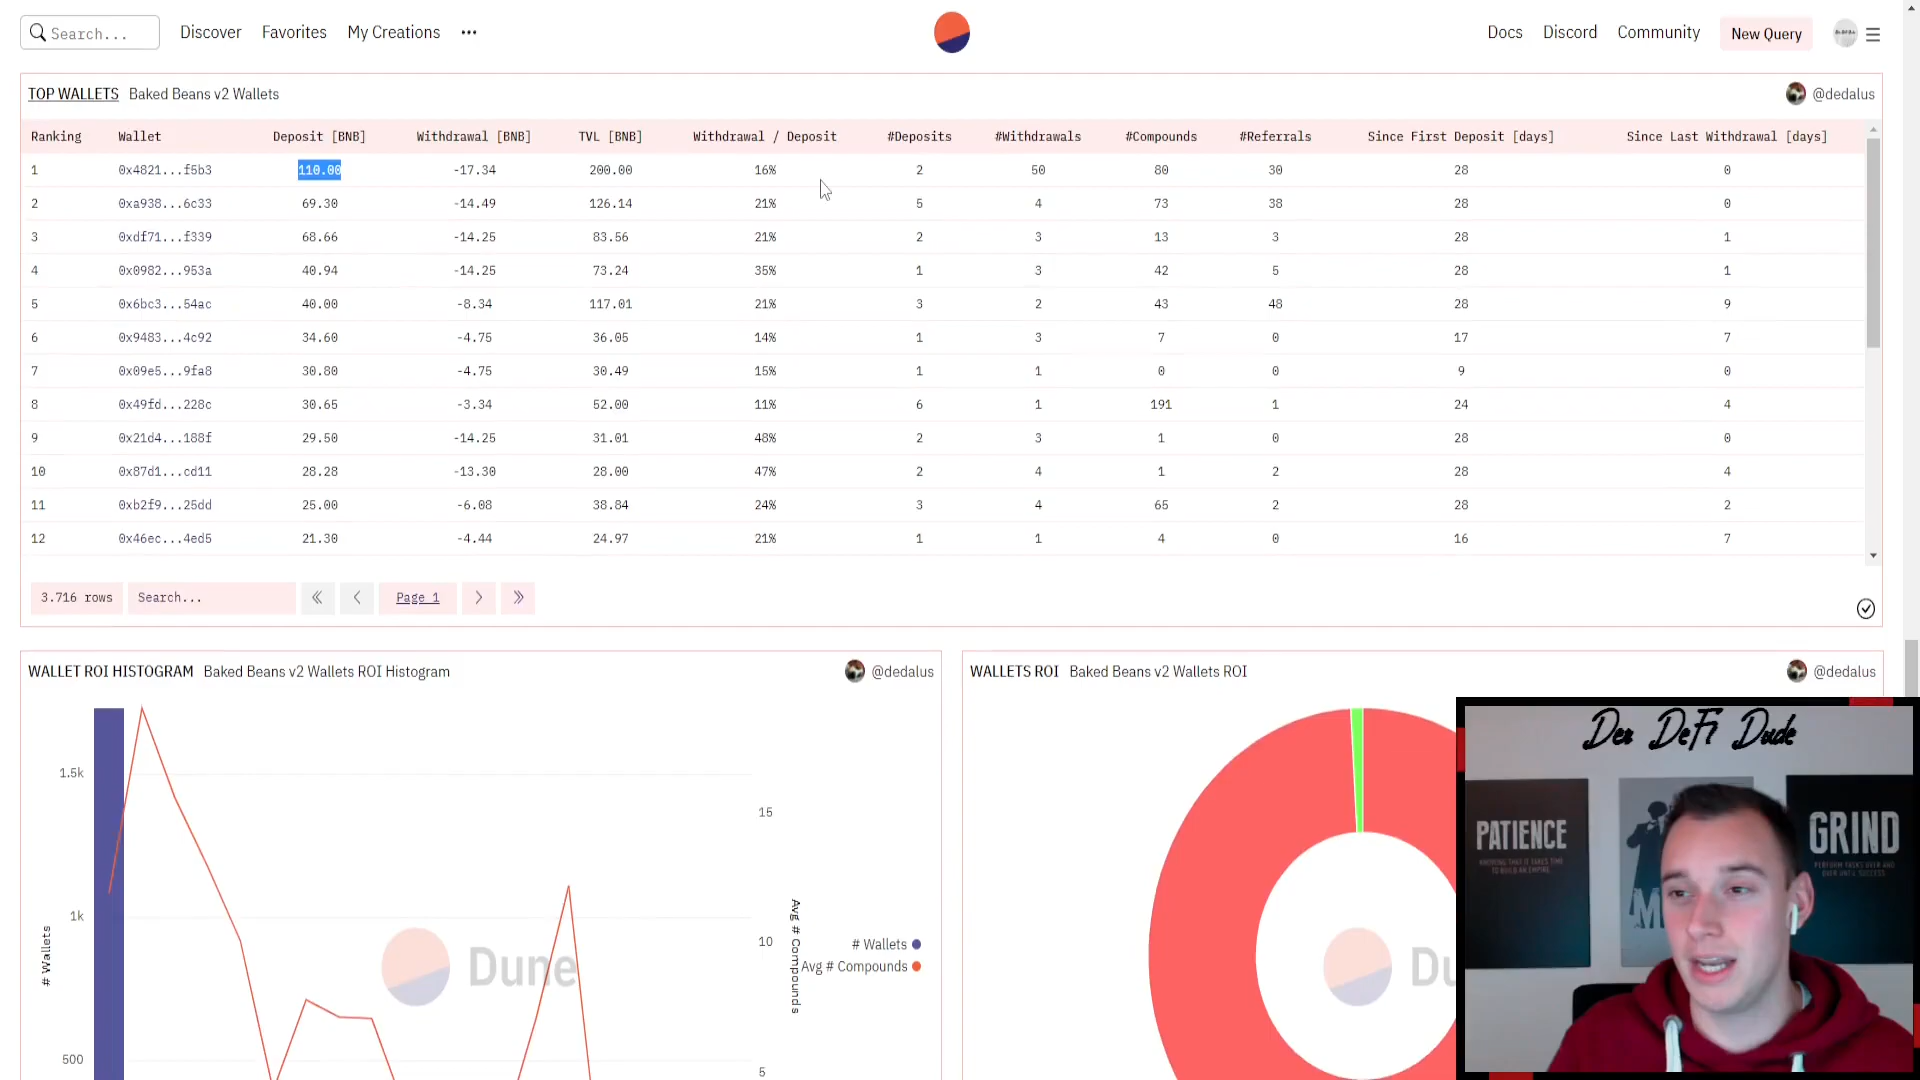 Search... Discover Favorites My Creations ••• Docs Discord Community New Query
TOP WALLETS Baked Beans v2 Wallets @dedalus
Ranking Wallet Deposit [BNB] Withdrawal [BNB] TVL [BNB] Withdrawal / Deposit #Deposits #Withdrawals #Compounds #Referrals Since First Deposit [days] Since Last Withdrawal [days]
1 0x4821...f5b3 110.00 -17.34 200.00 16% 2 50 80 30 28 0
2 0xa938...6c33 69.30 -14.49 126.14 21% 5 4 73 38 28 0
3 0xdf71...f339 68.66 -14.25 83.56 21% 2 3 13 3 28 1
4 0x0982...953a 40.94 -14.25 73.24 35% 1 3 42 5 28 1
5 0x6bc3...54ac 40.00 -8.34 117.01 21% 3 2 43 48 28 9
6 0x9483...4c92 34.60 -4.75 36.05 14% 1 3 7 0 17 7
7 0x09e5...9fa8 30.80 -4.75 30.49 15% 1 1 0 0 9 0
8 0x49fd...228c 30.65 -3.34 52.00 11% 6 1 191 1 24 4
9 0x21d4...188f 29.50 -14.25 31.01 48% 2 3 1 0 28 0
10 0x87d1...cd11 28.28 -13.30 28.00 47% 2 4 1 2 28 4
11 0xb2f9...25dd 25.00 -6.08 38.84 24% 3 4 65 2 28 2
12 0x46ec...4ed5 21.30 -4.44 24.97 21% 1 1 4 0 16 7
3.716 rows Search... « < Page 1 > »
WALLET ROI HISTOGRAM Baked Beans v2 Wallets ROI Histogram @dedalus
1.5k
1k
500
# Wallets
15
10
5
Avg # Compounds
# Wallets
Avg # Compounds
Dune
WALLETS ROI Baked Beans v2 Wallets ROI @dedalus
Du
Der DeFi Dude
PATIENCE
GRIND